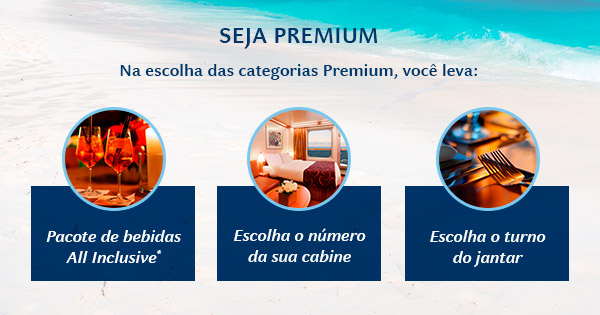 SEJA PREMIUM
Na escolha das categorias Premium, você leva:
Pacote de bebidas
All Inclusive*
Escolha o número
da sua cabine
Escolha o turno
do jantar